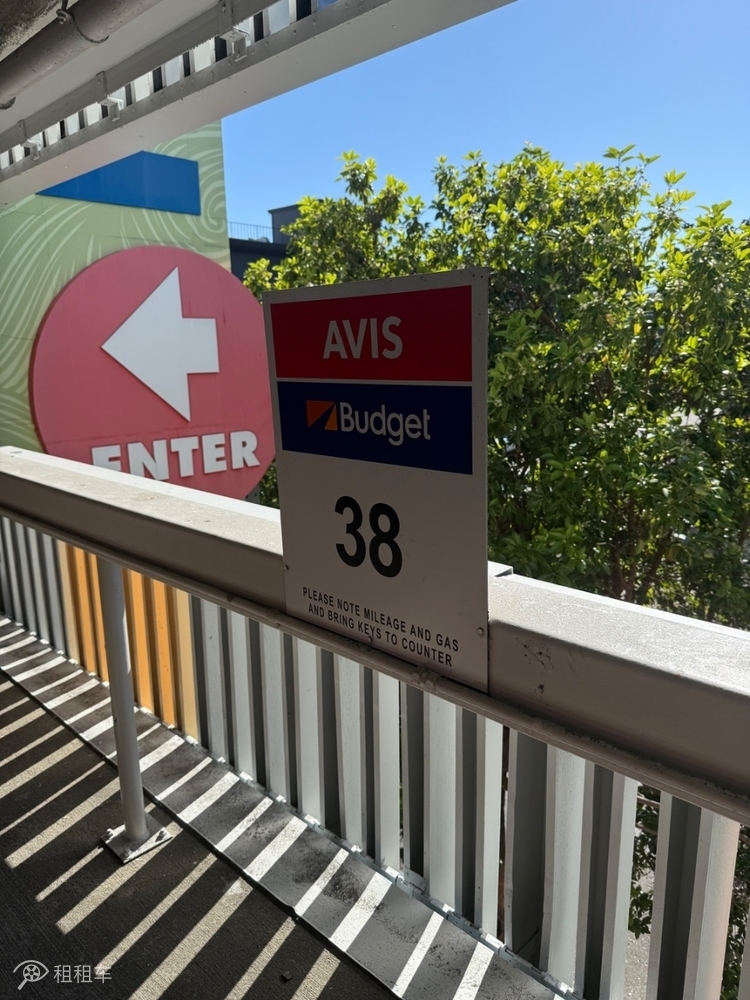 ENTER
AVIS
Budget
38
PLEASE NOTE MILEAGE AND GAS
AND BRING KEYS TO COUNTER
租租车